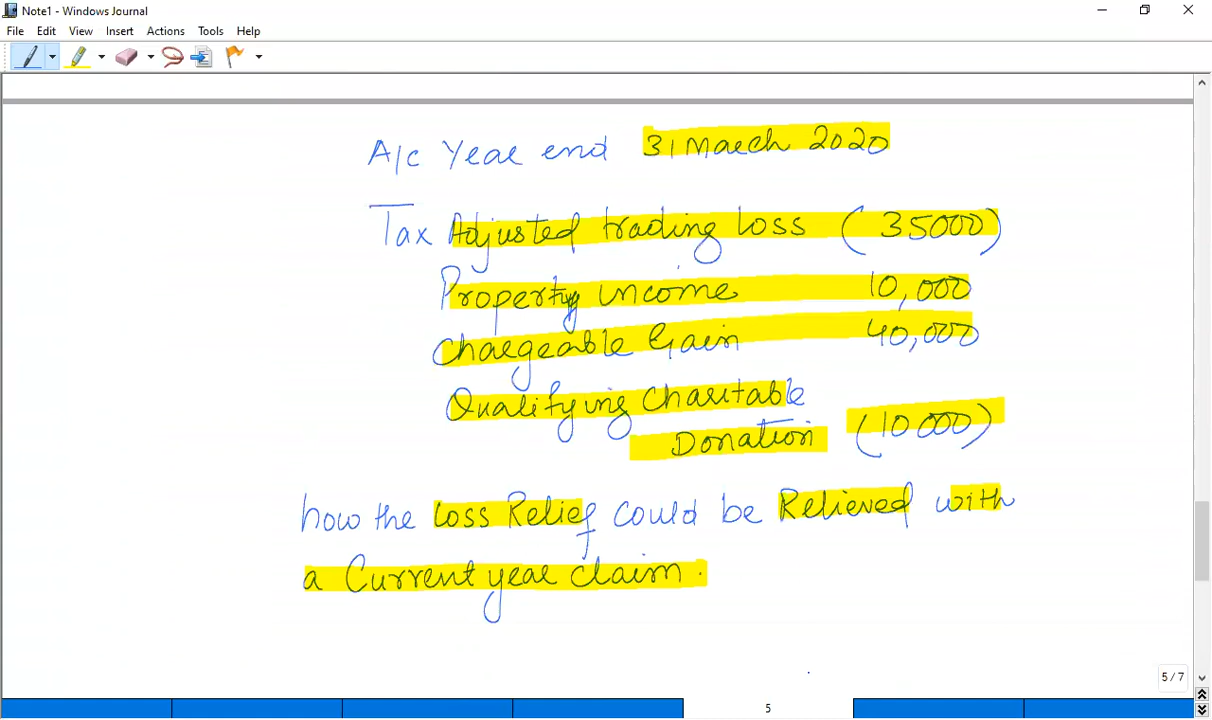 Note1 - Windows Journal
File Edit View Insert Actions Tools Help
A/c Year end 31 March 2020
Tax Adjusted trading loss (35000)
Property income 10,000
Chargeable Gain 40,000
Qualifying Charitable
Donation (10000)
how the loss Relief could be Relieved with
a Current year claim.
5 / 7
5